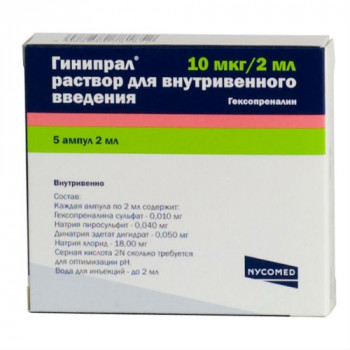 Гинипрал® 10 мкг/2 мл
раствор для внутривенного
введения
Гексопреналин
5 ампул 2 мл
Внутривенно
Состав:
Каждая ампула по 2 мл содержит:
Гексопреналина сульфат - 0,010 мг
Натрия пиросульфит - 0,040 мг
Динатрия эдетат дигидрат - 0,050 мг
Натрия хлорид - 18,00 мг
Серная кислота 2N сколько требуется
для оптимизации pH.
Вода для инъекций - до 2 мл
NYCOMED